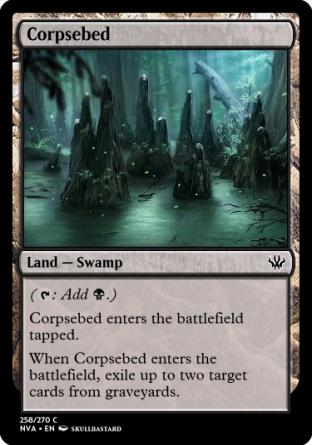 Corpsebed
Land — Swamp
(T: Add B.)
Corpsebed enters the battlefield
tapped.
When Corpsebed enters the
battlefield, exile up to two target
cards from graveyards.
258/270 C
NVA • EN SKULLBASTARD